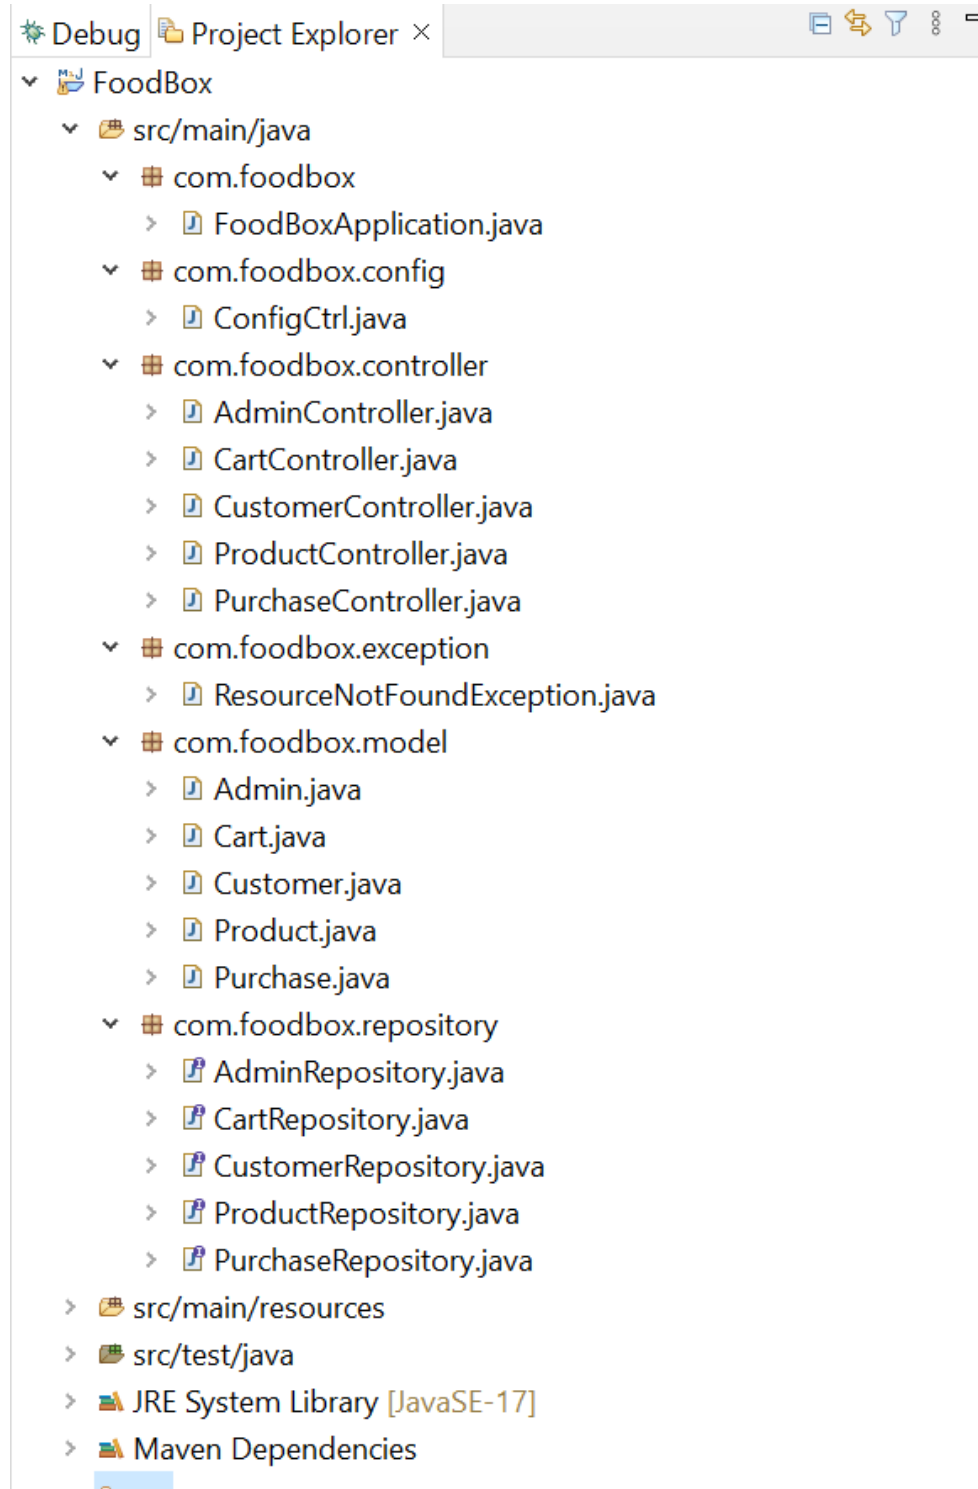 Debug Project Explorer
FoodBox
src/main/java
com.foodbox
FoodBoxApplication.java
com.foodbox.config
ConfigCtrl.java
com.foodbox.controller
AdminController.java
CartController.java
CustomerController.java
ProductController.java
PurchaseController.java
com.foodbox.exception
ResourceNotFoundException.java
com.foodbox.model
Admin.java
Cart.java
Customer.java
Product.java
Purchase.java
com.foodbox.repository
AdminRepository.java
CartRepository.java
CustomerRepository.java
ProductRepository.java
PurchaseRepository.java
src/main/resources
src/test/java
JRE System Library [JavaSE-17]
Maven Dependencies